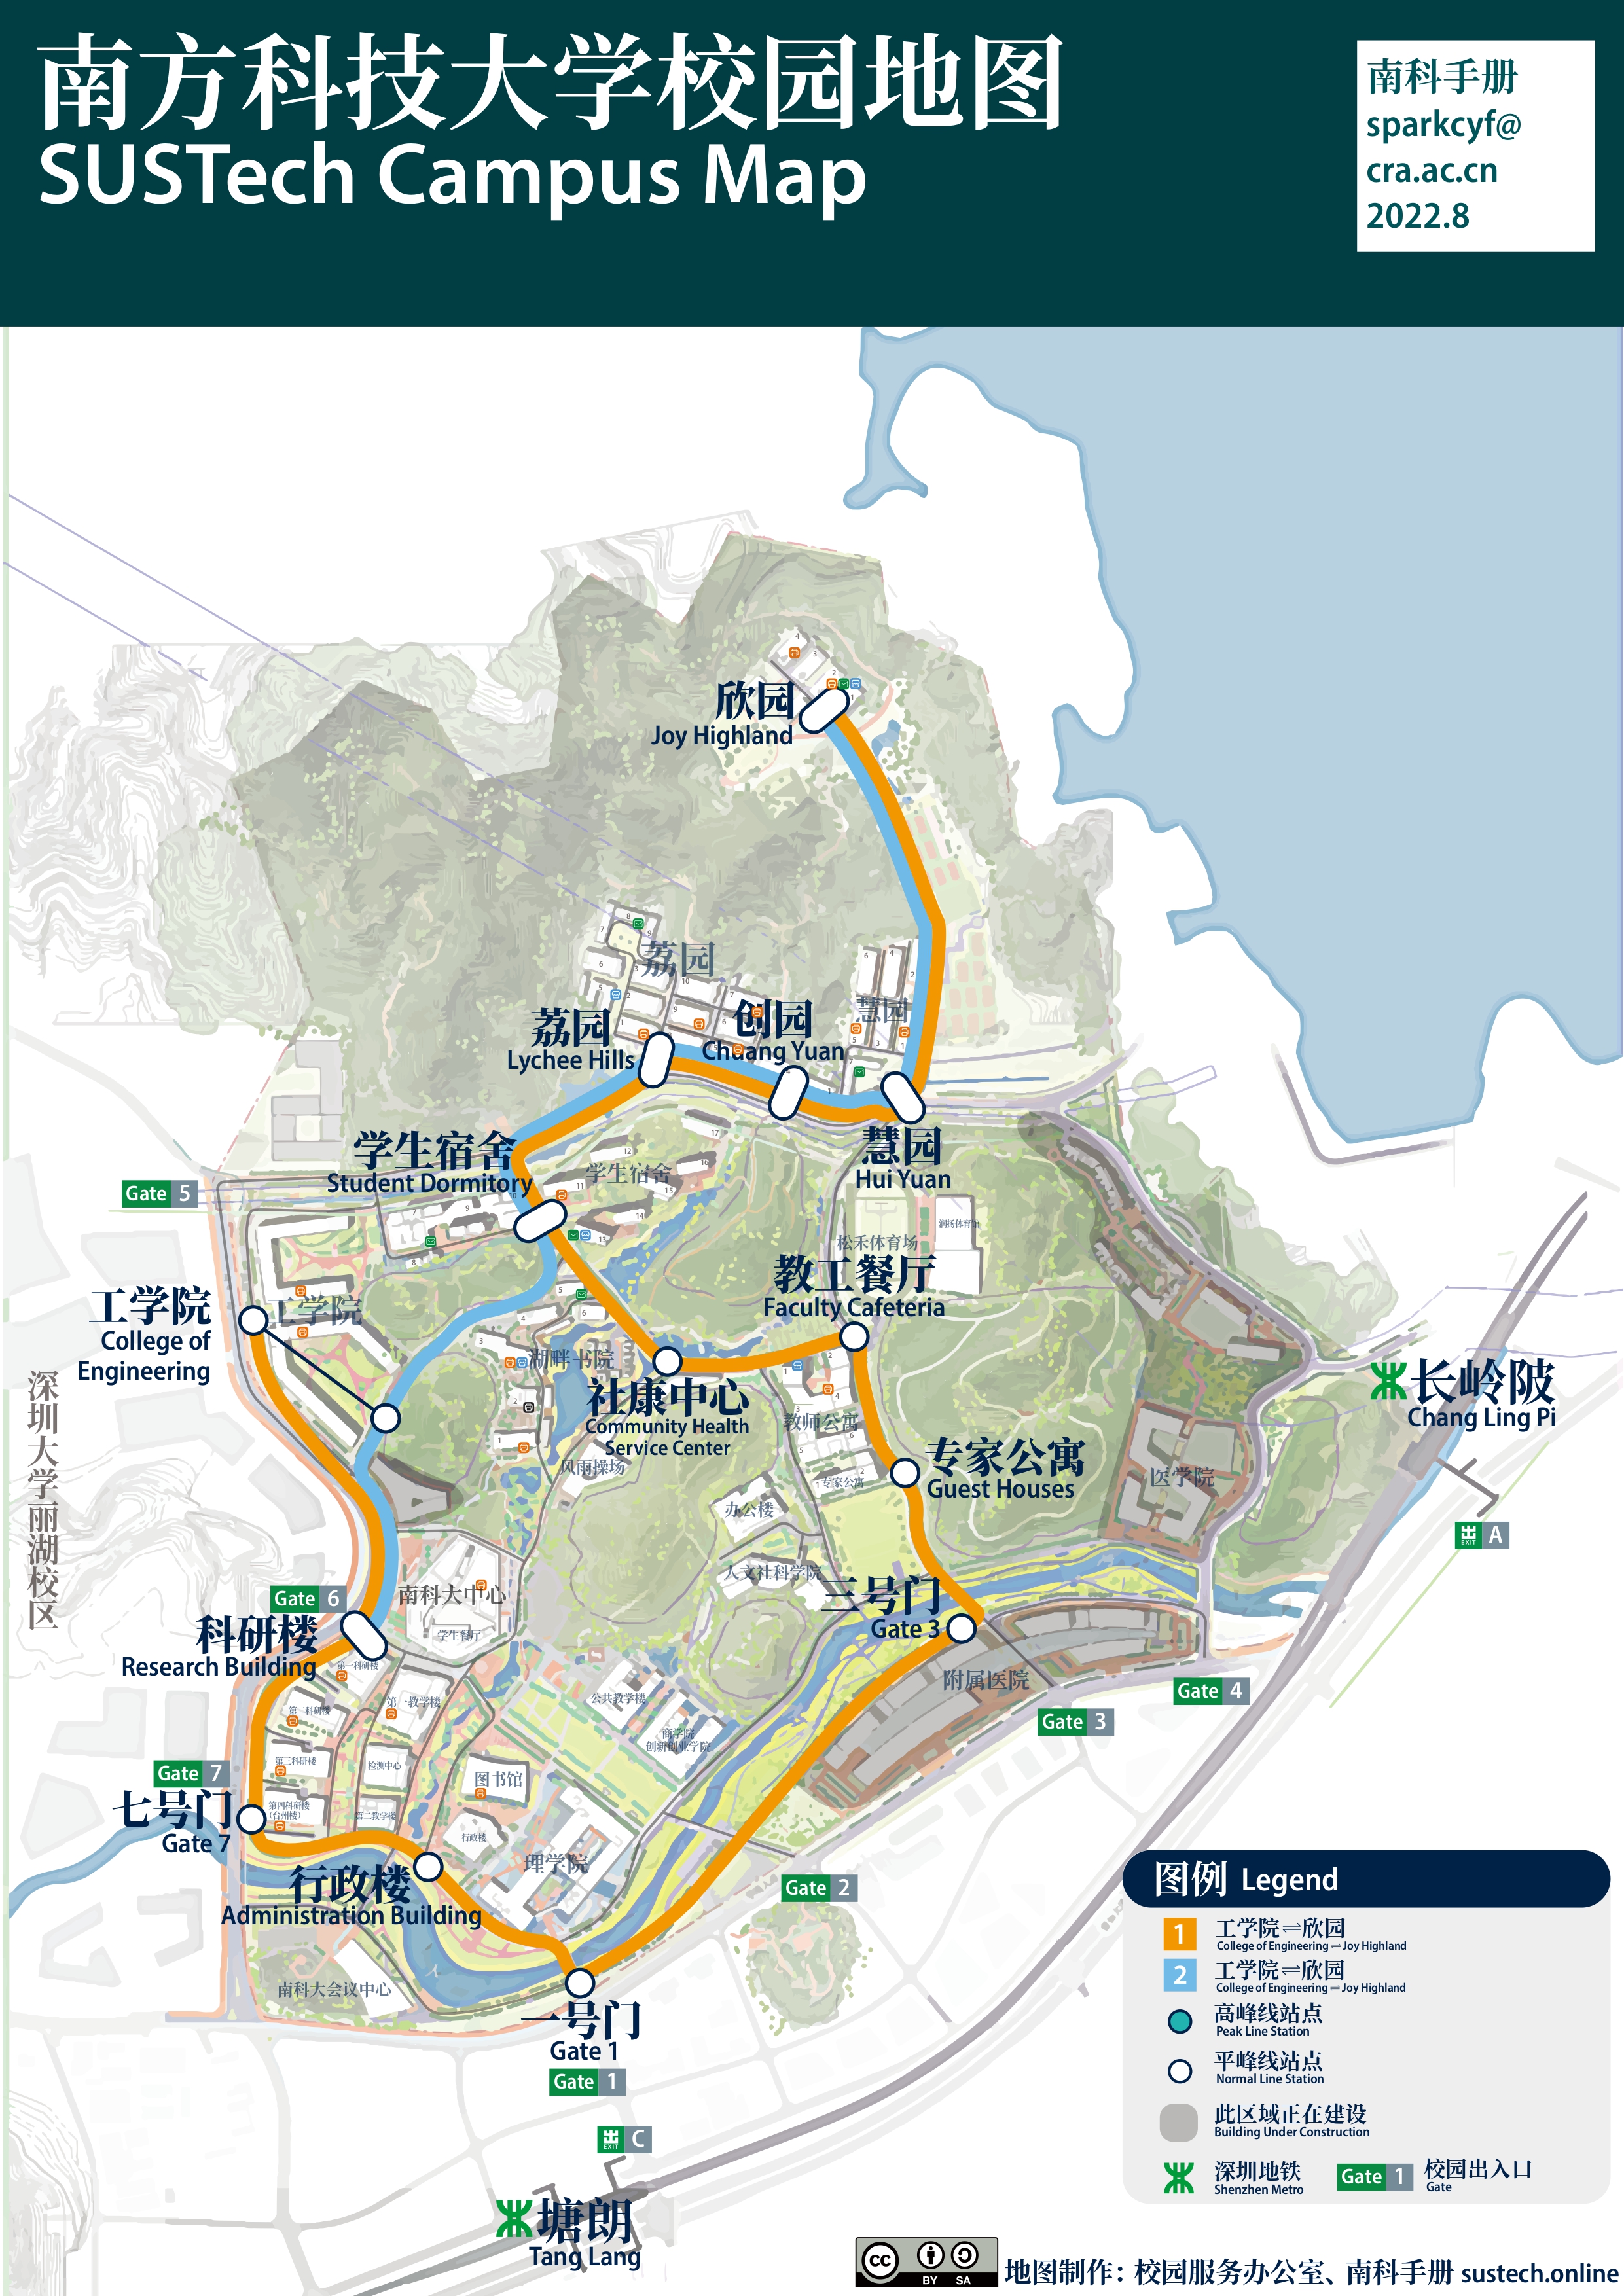 南方科技大学校园地图
SUSTech Campus Map
南科手册
sparkcyf@
cra.ac.cn
2022.8
欣园
Joy Highland
荔园
荔园
Lychee Hills
创园
Chuang Yuan
慧园
慧园
Hui Yuan
学生宿舍
Student Dormitory
学生宿舍
Gate 5
润扬体育馆
松禾体育场
教工餐厅
Faculty Cafeteria
工学院
College of
Engineering
工学院
湖畔书院
社康中心
Community Health
Service Center
教师公寓
长岭陂
Chang Ling Pi
深圳大学丽湖校区
风雨操场
专家公寓
专家公寓
Guest Houses
医学院
办公楼
出 EXIT A
人文社科学院
Gate 6
南科大中心
三号门
Gate 3
科研楼
Research Building
学生餐厅
第一科研楼
附属医院
Gate 4
公共教学楼
第一教学楼
第二科研楼
Gate 3
商学院
创新创业学院
第三科研楼
检测中心
图书馆
Gate 7
七号门
Gate 7
第四科研楼
(台州楼)
第二教学楼
行政楼
理学院
行政楼
Administration Building
Gate 2
南科大会议中心
一号门
Gate 1
Gate 1
出 EXIT C
塘朗
Tang Lang
图例 Legend
1 工学院⇌欣园
College of Engineering ⇌ Joy Highland
2 工学院⇌欣园
College of Engineering ⇌ Joy Highland
高峰线站点
Peak Line Station
平峰线站点
Normal Line Station
此区域正在建设
Building Under Construction
深圳地铁
Shenzhen Metro
Gate 1 校园出入口
Gate
cc BY SA
地图制作：校园服务办公室、南科手册 sustech.online